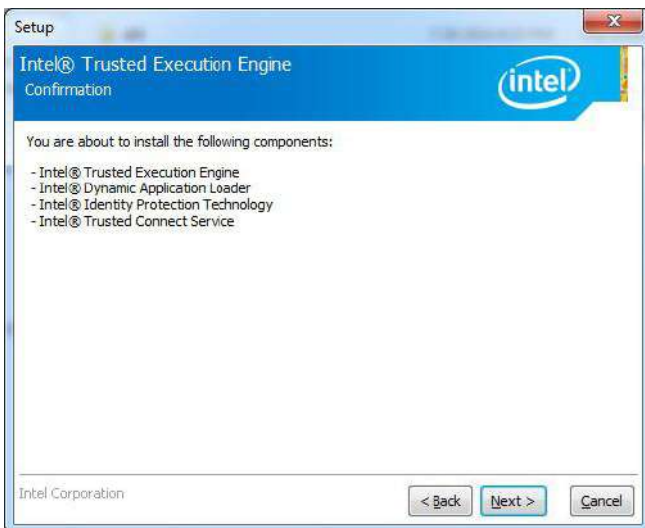 Setup
Intel® Trusted Execution Engine
Confirmation
intel
You are about to install the following components:
- Intel® Trusted Execution Engine
- Intel® Dynamic Application Loader
- Intel® Identity Protection Technology
- Intel® Trusted Connect Service
Intel Corporation
< Back Next > Cancel